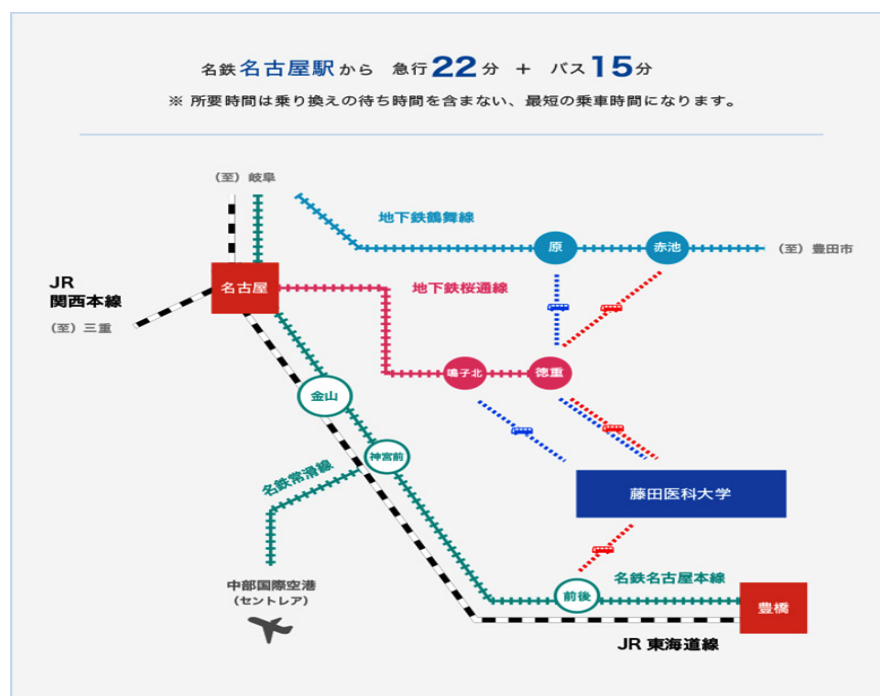 名鉄名古屋駅から 急行22分 + バス15分
※ 所要時間は乗り換えの待ち時間を含まない、最短の乗車時間になります。
(至) 岐阜
地下鉄鶴舞線
原
赤池
(至) 豊田市
JR
関西本線
(至) 三重
名古屋
地下鉄桜通線
鳴子北
徳重
金山
神宮前
名鉄常滑線
藤田医科大学
中部国際空港
(セントレア)
前後
名鉄名古屋本線
豊橋
JR 東海道線